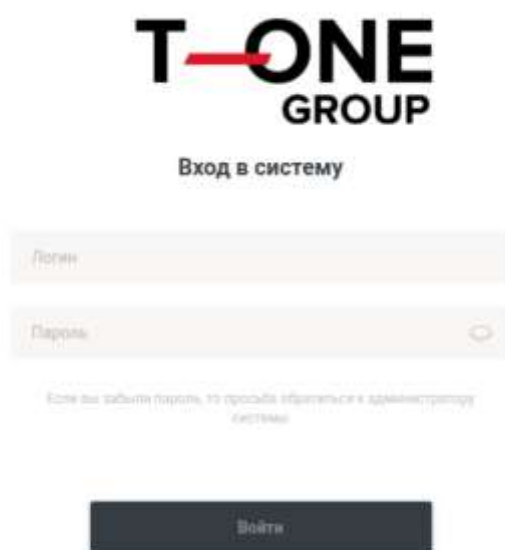 T-ONE
GROUP
Вход в систему
Логин
Пароль
Если вы забыли пароль, то просьба обратиться к администратору
системы
Войти